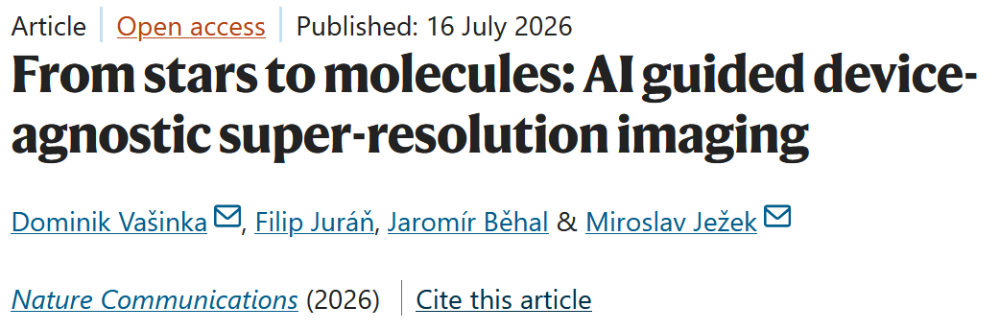 Article Open access Published: 16 July 2026
From stars to molecules: AI guided device-
agnostic super-resolution imaging
Dominik Vašinka, Filip Juráň, Jaromír Běhal & Miroslav Ježek
Nature Communications (2026) Cite this article